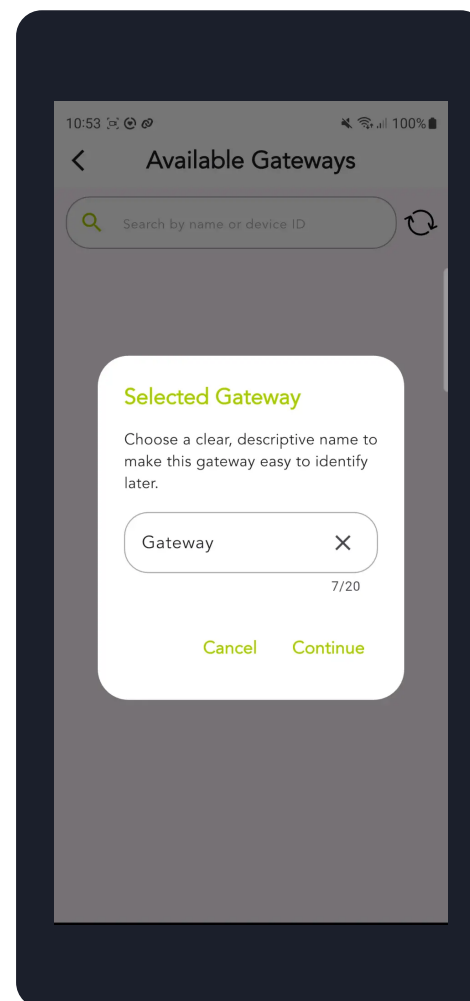 10:53 100%
Available Gateways
Search by name or device ID
Selected Gateway
Choose a clear, descriptive name to
make this gateway easy to identify
later.
Gateway
7/20
Cancel Continue